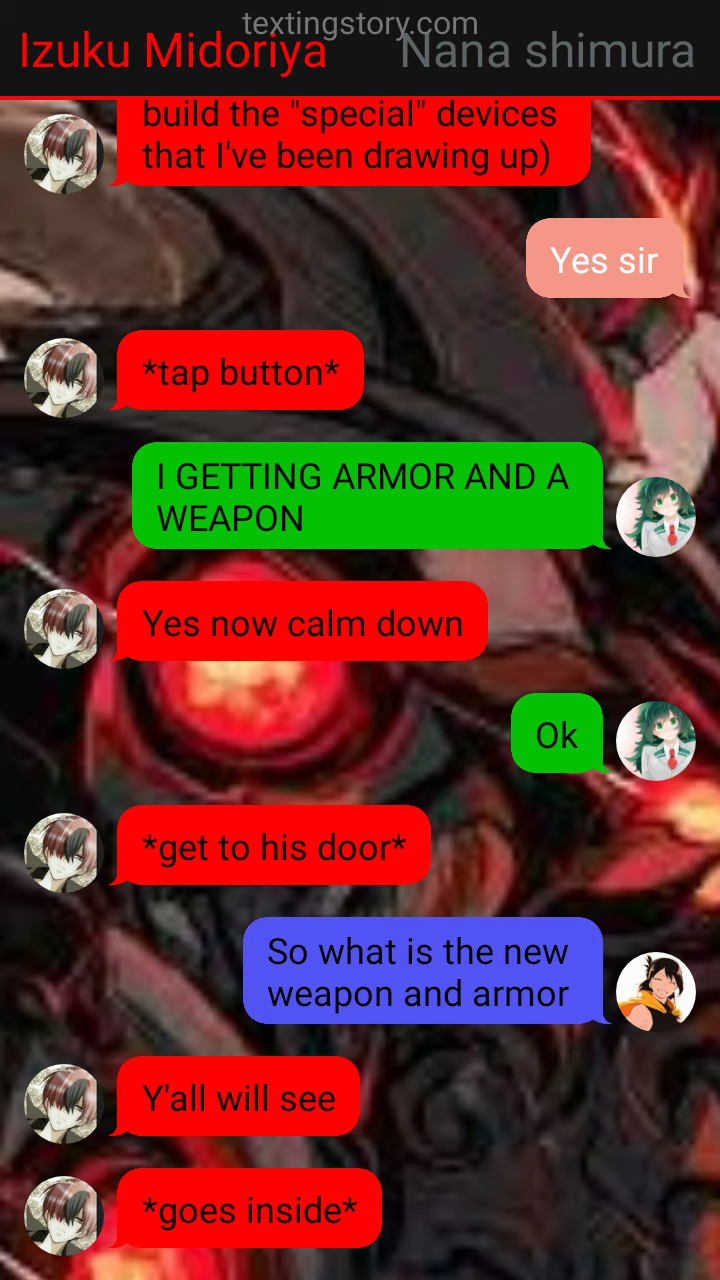 textingstory.com
Izuku Midoriya Nana shimura
build the "special" devices
that I've been drawing up)
Yes sir
*tap button*
I GETTING ARMOR AND A
WEAPON
Yes now calm down
Ok
*get to his door*
So what is the new
weapon and armor
Y'all will see
*goes inside*